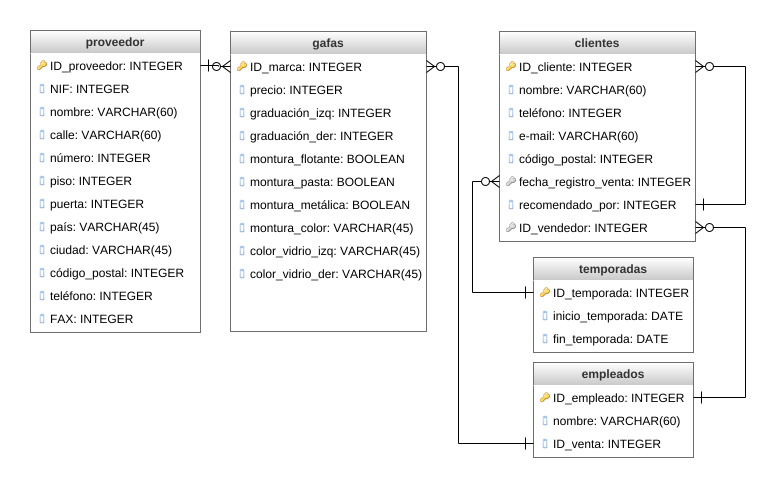 proveedor
ID_proveedor: INTEGER
NIF: INTEGER
nombre: VARCHAR(60)
calle: VARCHAR(60)
número: INTEGER
piso: INTEGER
puerta: INTEGER
país: VARCHAR(45)
ciudad: VARCHAR(45)
código_postal: INTEGER
teléfono: INTEGER
FAX: INTEGER
gafas
ID_marca: INTEGER
precio: INTEGER
graduación_izq: INTEGER
graduación_der: INTEGER
montura_flotante: BOOLEAN
montura_pasta: BOOLEAN
montura_metálica: BOOLEAN
montura_color: VARCHAR(45)
color_vidrio_izq: VARCHAR(45)
color_vidrio_der: VARCHAR(45)
clientes
ID_cliente: INTEGER
nombre: VARCHAR(60)
teléfono: INTEGER
e-mail: VARCHAR(60)
código_postal: INTEGER
fecha_registro_venta: INTEGER
recomendado_por: INTEGER
ID_vendedor: INTEGER
temporadas
ID_temporada: INTEGER
inicio_temporada: DATE
fin_temporada: DATE
empleados
ID_empleado: INTEGER
nombre: VARCHAR(60)
ID_venta: INTEGER